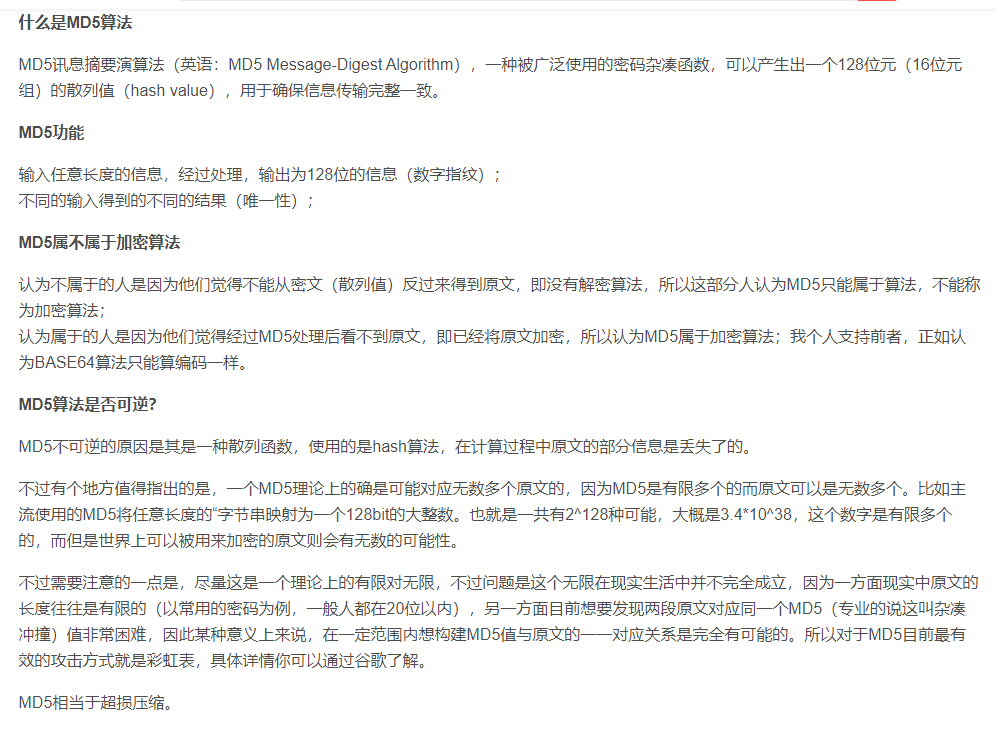 什么是MD5算法
MD5讯息摘要演算法（英语：MD5 Message-Digest Algorithm），一种被广泛使用的密码杂凑函数，可以产生出一个128位元（16位元
组）的散列值（hash value），用于确保信息传输完整一致。
MD5功能
输入任意长度的信息，经过处理，输出为128位的信息（数字指纹）；
不同的输入得到的不同的结果（唯一性）；
MD5属不属于加密算法
认为不属于的人是因为他们觉得不能从密文（散列值）反过来得到原文，即没有解密算法，所以这部分人认为MD5只能属于算法，不能称
为加密算法；
认为属于的人是因为他们觉得经过MD5处理后看不到原文，即已经将原文加密，所以认为MD5属于加密算法；我个人支持前者，正如认
为BASE64算法只能算编码一样。
MD5算法是否可逆？
MD5不可逆的原因是其是一种散列函数，使用的是hash算法，在计算过程中原文的部分信息是丢失了的。
不过有个地方值得指出的是，一个MD5理论上的确是可能对应无数多个原文的，因为MD5是有限多个的而原文可以是无数多个。比如主
流使用的MD5将任意长度的“字节串映射为一个128bit的大整数。也就是一共有2^128种可能，大概是3.4*10^38，这个数字是有限多个
的，而但是世界上可以被用来加密的原文则会有无数的可能性。
不过需要注意的一点是，尽量这是一个理论上的有限对无限，不过问题是这个无限在现实生活中并不完全成立，因为一方面现实中原文的
长度往往是有限的（以常用的密码为例，一般人都在20位以内），另一方面目前想要发现两段原文对应同一个MD5（专业的说这叫杂凑
冲撞）值非常困难，因此某种意义上来说，在一定范围内想构建MD5值与原文的一一对应关系是完全有可能的。所以对于MD5目前最有
效的攻击方式就是彩虹表，具体详情你可以通过谷歌了解。
MD5相当于超损压缩。